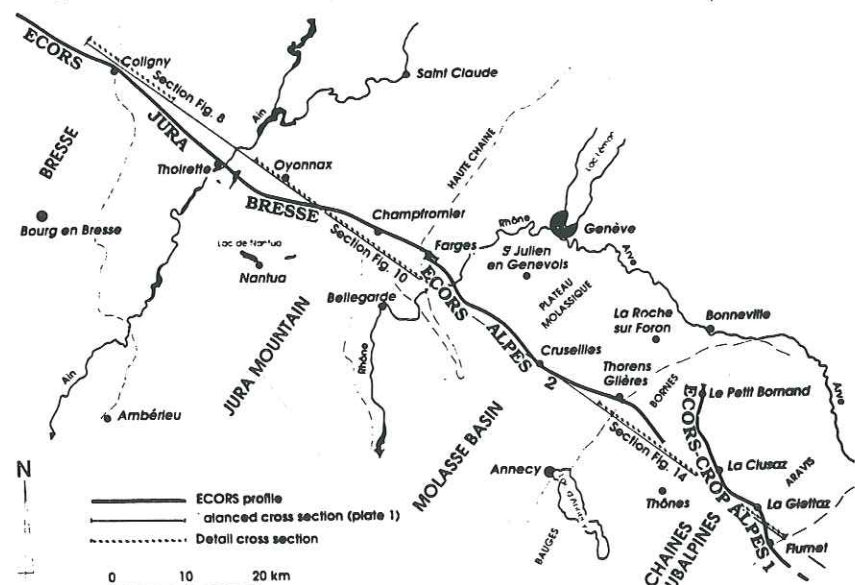 ECORS
Coligny
Section Fig. 8
Saint Claude
JURA
Ain
BRESSE
Thoirette
Oyonnax
HAUTE CHAINE
Lac Léman
BRESSE
Bourg en Bresse
Champfromier
Rhône
Genève
Lac de Nantua
Nantua
Section Fig. 10
Farges
St Julien
en Genevois
Arve
ECORS
PLATEAU
MOLASSIQUE
Bellegarde
La Roche
sur Foron
Bonneville
JURA MOUNTAIN
ALPES
2
Cruseilles
Rhône
Ain
Thorens
Glières
BORNES
Le Petit Bornand
Arve
Ambérieu
MOLASSE BASIN
Section Fig. 14
ECORS-CROP
Annecy
La Clusaz
ARAVIS
N
Thônes
La Giettaz
ECORS profile
alanced cross section (plate 1)
Detail cross section
BAUGES
ALPES 1
Flumet
CHAINES
UBALPINES
0 10 20 km